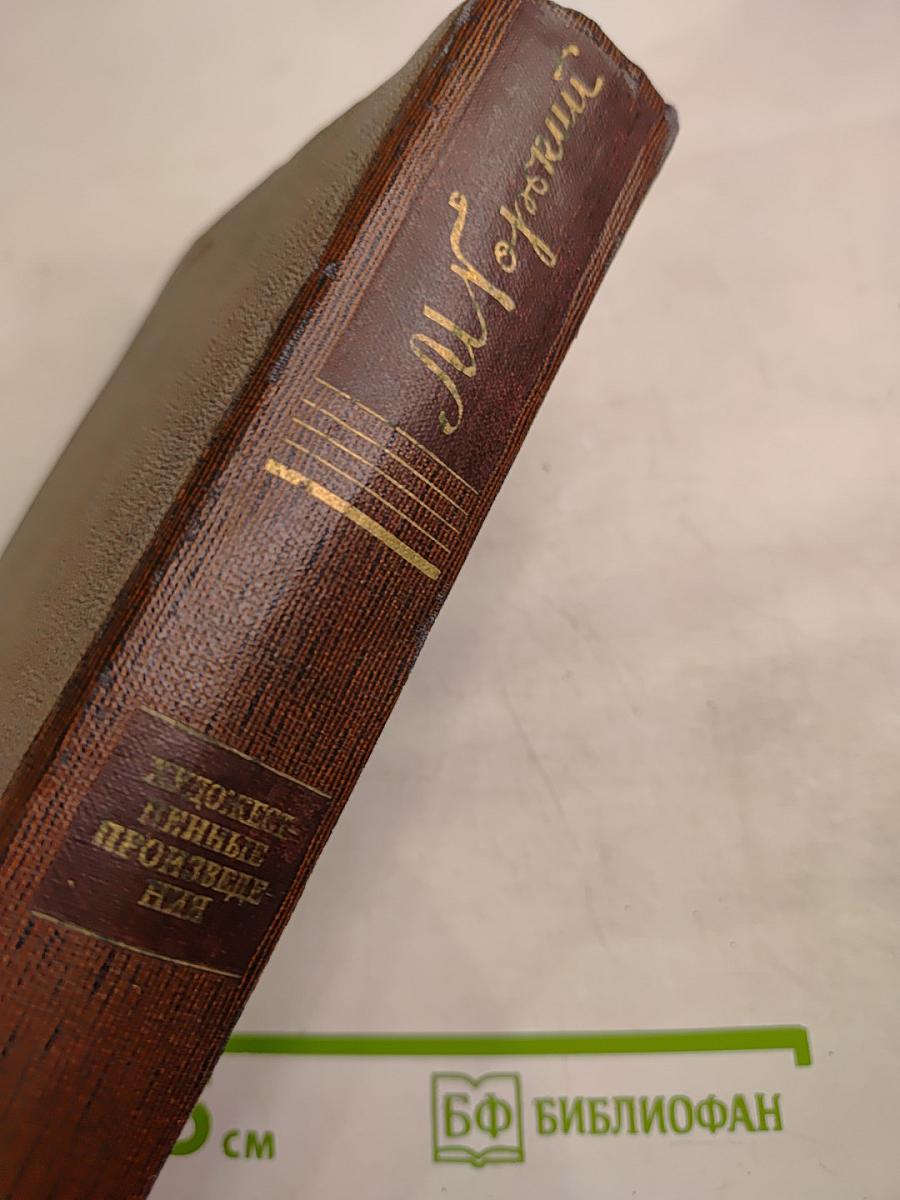 М Горький
ХУДОЖЕСТ-
ВЕННЫЕ
ПРОИЗВЕДЕ-
НИЯ
см
БФ БИБЛИОФАН